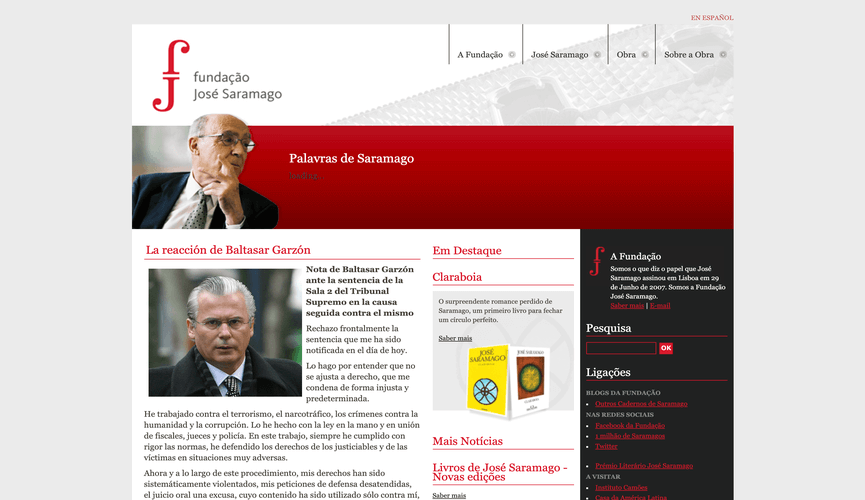 EN ESPAÑOL
fundação
José Saramago
A Fundação
José Saramago
Obra
Sobre a Obra
Palavras de Saramago
La reacción de Baltasar Garzón
Nota de Baltasar Garzón
ante la sentencia de la
Sala 2 del Tribunal
Supremo en la causa
seguida contra el mismo
Rechazo frontalmente la
sentencia que me ha sido
notificada en el día de hoy.
Lo hago por entender que no
se ajusta a derecho, que me
condena de forma injusta y
predeterminada.
He trabajado contra el terrorismo, el narcotráfico, los crímenes contra la
humanidad y la corrupción. Lo he hecho con la ley en la mano y en unión
de fiscales, jueces y policía. En este trabajo, siempre he cumplido con
rigor las normas, he defendido los derechos de los justiciables y de las
víctimas en situaciones muy adversas.
Ahora y a lo largo de este procedimiento, mis derechos han sido
sistemáticamente violentados, mis peticiones de defensa desatendidas,
el juicio oral una excusa, cuyo contenido ha sido utilizado sólo contra mí,
Em Destaque
Claraboia
O surpreendente romance perdido de
Saramago, um primeiro livro para fechar
um círculo perfeito.
Saber mais
JOSÉ
SARAMAGO
JOSÉ
SARAMAGO
Mais Notícias
Livros de José Saramago -
Novas edições
Saber mais
A Fundação
Somos o que diz o papel que José
Saramago assinou em Lisboa em 29
de Junho de 2007. Somos a Fundação
José Saramago.
Saber mais | E-mail
Pesquisa
OK
Ligações
BLOGS DA FUNDAÇÃO
Outros Cadernos de Saramago
NAS REDES SOCIAIS
Facebook da Fundação
1 milhão de Saramagos
Twitter
Prémio Literário José Saramago
A VISITAR
Instituto Camões
Casa da América Latina